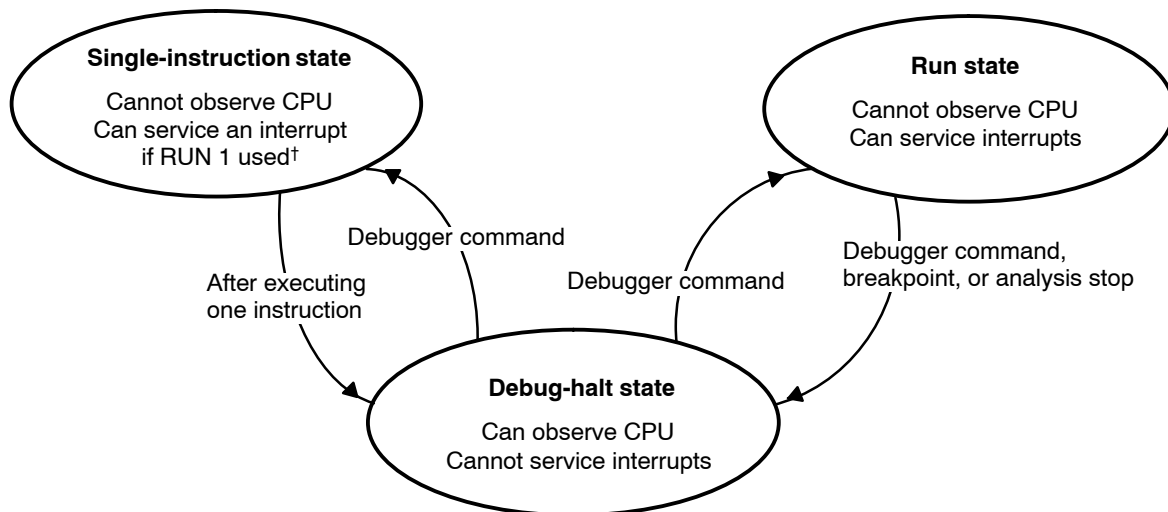 Single-instruction state
Cannot observe CPU
Can service an interrupt
if RUN 1 used†
Run state
Cannot observe CPU
Can service interrupts
Debugger command
After executing
one instruction
Debugger command
Debugger command,
breakpoint, or analysis stop
Debug-halt state
Can observe CPU
Cannot service interrupts